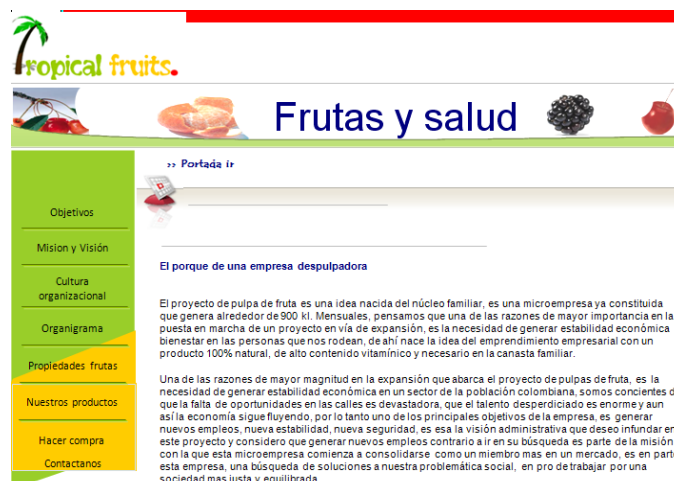 Tropical fruits.
Frutas y salud
›› Portada ir
Objetivos
Mision y Visión
Cultura
organizacional
Organigrama
Propiedades frutas
Nuestros productos
Hacer compra
Contactanos
El porque de una empresa despulpadora
El proyecto de pulpa de fruta es una idea nacida del núcleo familiar, es una microempresa ya constituida
que genera alrededor de 900 kl. Mensuales, pensamos que una de las razones de mayor importancia en la
puesta en marcha de un proyecto en vía de expansión, es la necesidad de generar estabilidad económica
bienestar en las personas que nos rodean, de ahí nace la idea del emprendimiento empresarial con un
producto 100% natural, de alto contenido vitamínico y necesario en la canasta familiar.
Una de las razones de mayor magnitud en la expansión que abarca el proyecto de pulpas de fruta, es la
necesidad de generar estabilidad económica en un sector de la población colombiana, somos concientes d
que la falta de oportunidades en las calles es devastadora, que el talento desperdiciado es enorme y aun
así la economía sigue fluyendo, por lo tanto uno de los principales objetivos de la empresa, es generar
nuevos empleos, nueva estabilidad, nueva seguridad, es esa la visión administrativa que deseo infundar en
este proyecto y considero que generar nuevos empleos contrario a ir en su búsqueda es parte de la misión
con la que esta microempresa comienza a consolidarse como un miembro mas en un mercado, es en part
esta empresa, una búsqueda de soluciones a nuestra problemática social, en pro de trabajar por una
sociedad mas justa y equilibrada